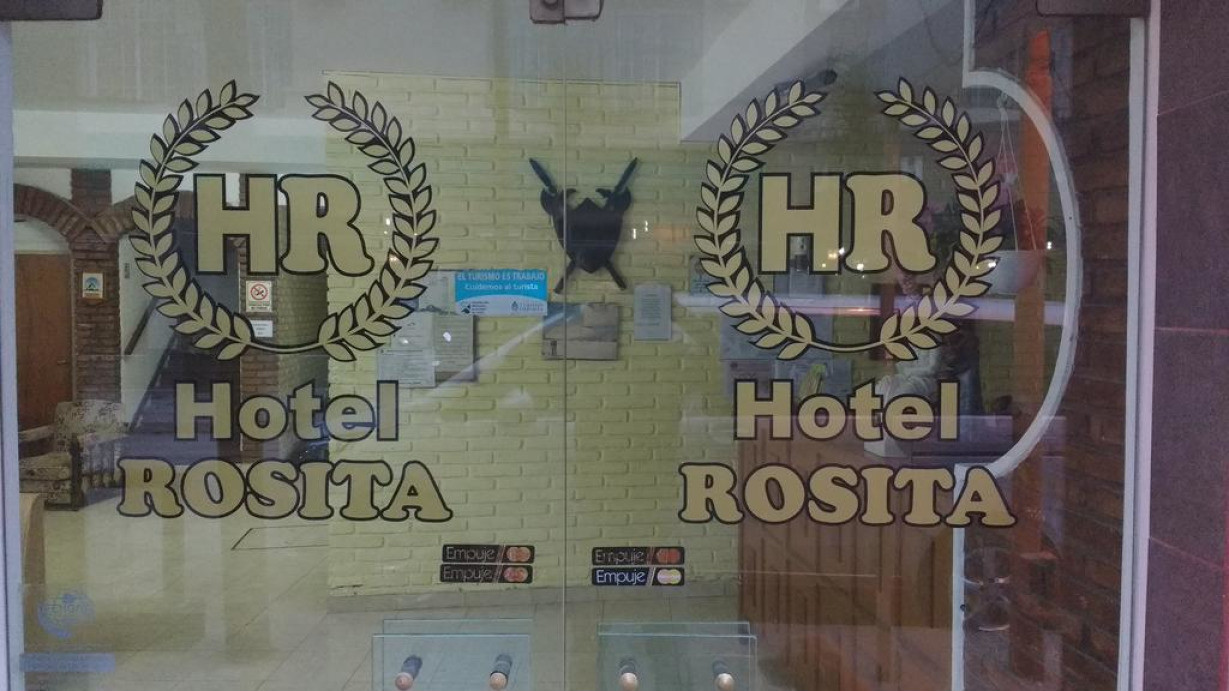 HR
Hotel
ROSITA
HR
Hotel
ROSITA
EL TURISMO ES TRABAJO
Cuidemos al turista
Empuje
Empuje
Empuje
Empuje